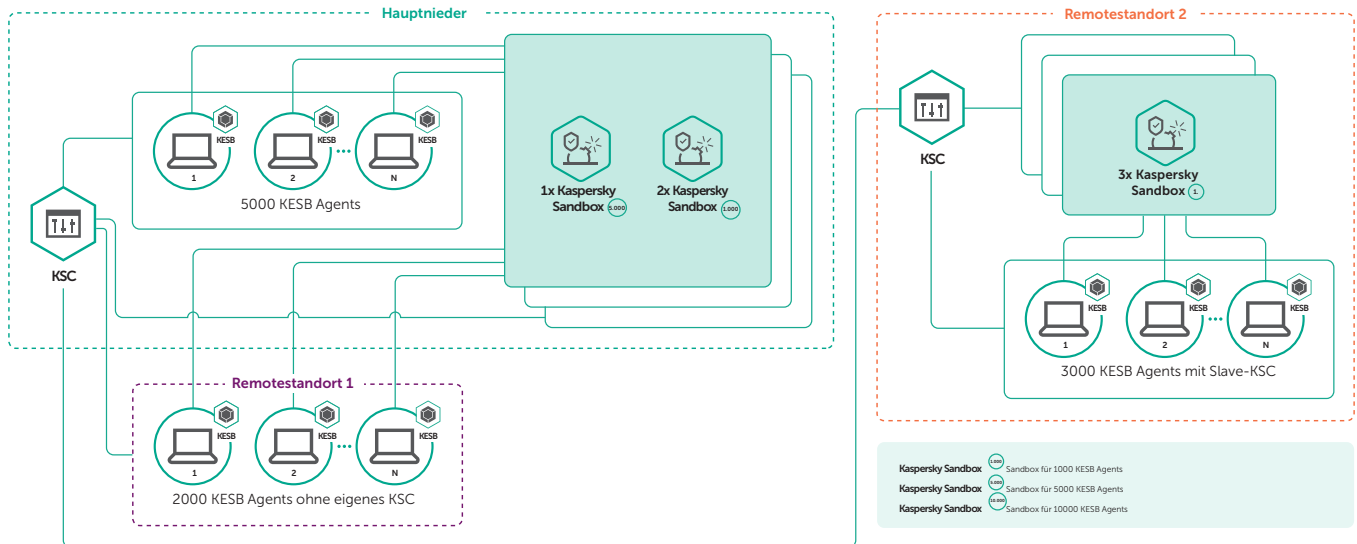 Hauptnieder
KESB
KESB
KESB
1
2
N
5000 KESB Agents
KSC
1x Kaspersky
Sandbox 5.000
2x Kaspersky
Sandbox 1.000
Remotestandort 1
KESB
KESB
KESB
1
2
N
2000 KESB Agents ohne eigenes KSC
Remotestandort 2
KSC
3x Kaspersky
Sandbox 1.
KESB
KESB
KESB
1
2
N
3000 KESB Agents mit Slave-KSC
Kaspersky Sandbox 1.000 Sandbox für 1000 KESB Agents
Kaspersky Sandbox 5.000 Sandbox für 5000 KESB Agents
Kaspersky Sandbox 10.000 Sandbox für 10000 KESB Agents